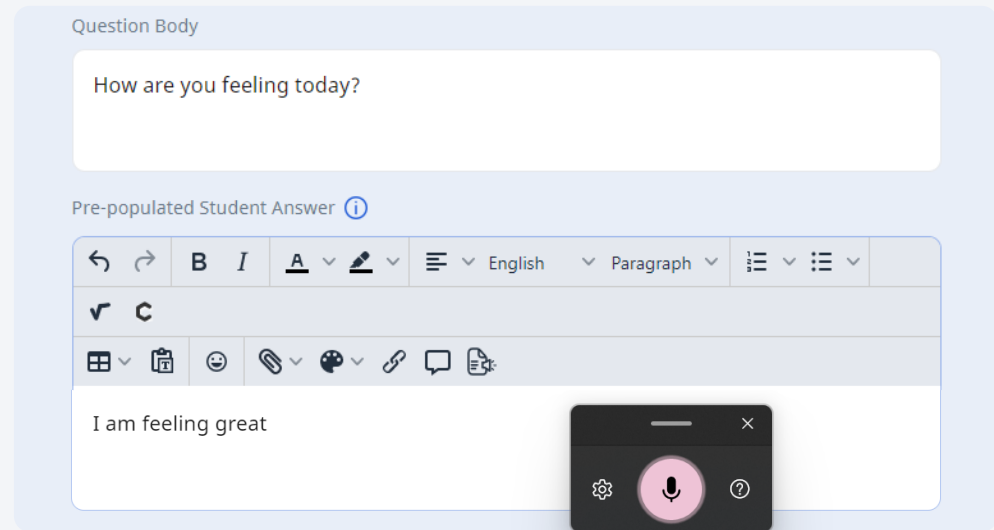 Question Body
How are you feeling today?
Pre-populated Student Answer
English Paragraph
I am feeling great